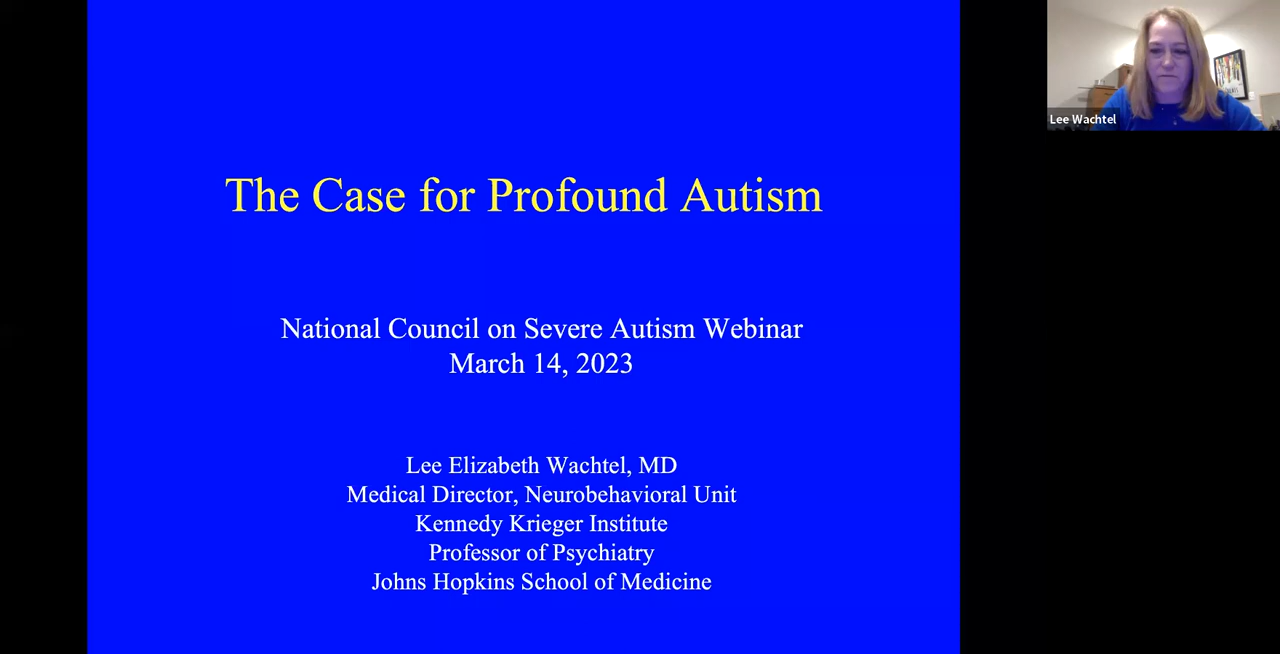 The Case for Profound Autism
National Council on Severe Autism Webinar
March 14, 2023
Lee Elizabeth Wachtel, MD
Medical Director, Neurobehavioral Unit
Kennedy Krieger Institute
Professor of Psychiatry
Johns Hopkins School of Medicine
Lee Wachtel